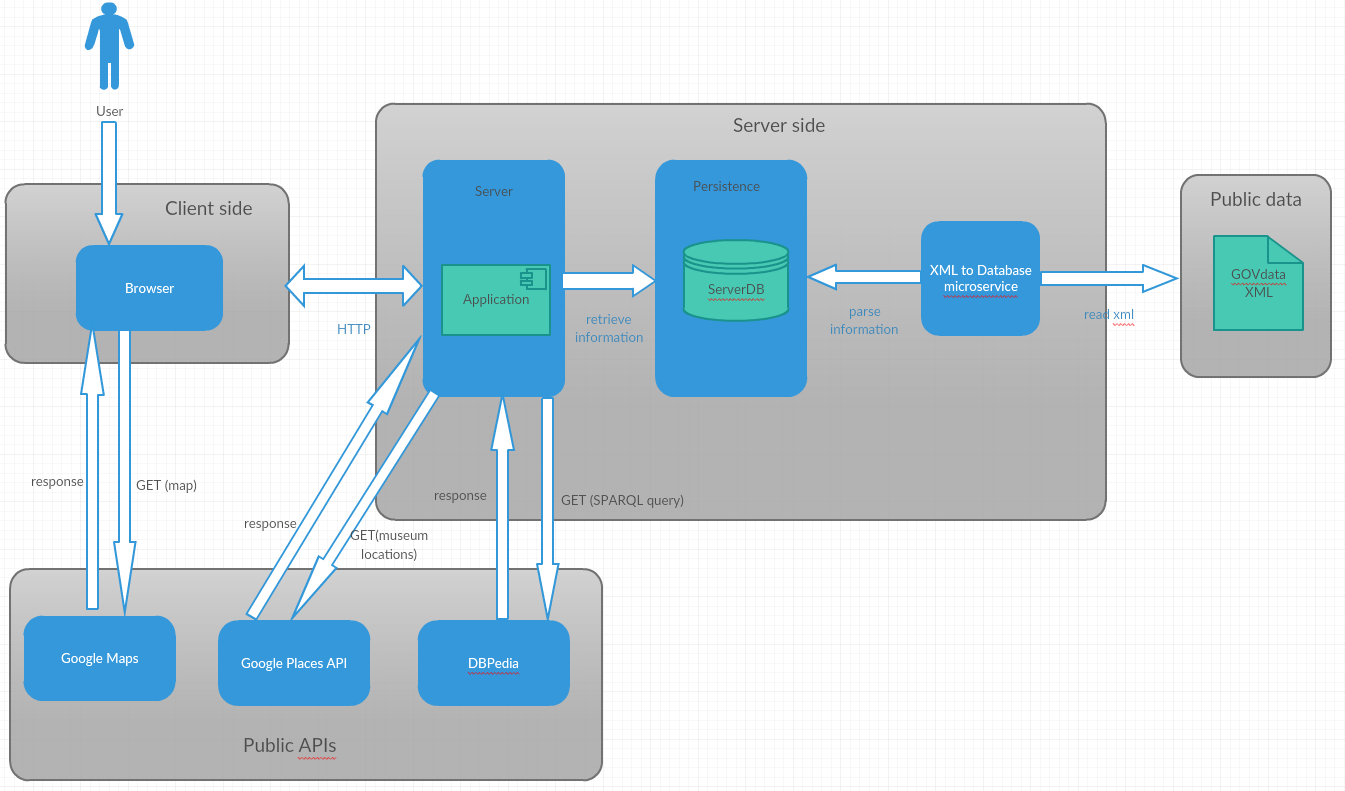 User
Server side
Client side
Public data
Server
Persistence
Browser
Application
ServerDB
XML to Database
microservice
GOVdata
XML
HTTP
retrieve
information
parse
information
read xml
response
GET (map)
response
GET(museum
locations)
response
GET (SPARQL query)
Google Maps
Google Places API
DBPedia
Public APIs